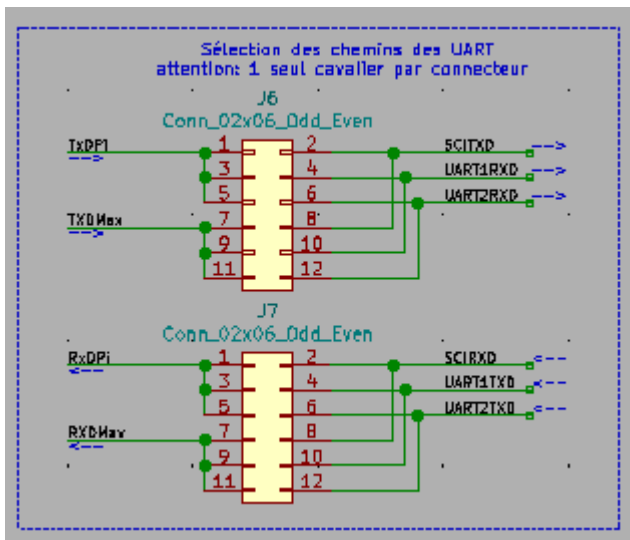 Sélection des chemins des UART
attention: 1 seul cavalier par connecteur
J6
Conn_02x06_Odd_Even
TxDPi 1 2 SCITXD -->
-->
3 4 UART1RXD -->
5 6 UART2RXD -->
TXDMax 7 8
-->
9 10
11 12
J7
Conn_02x06_Odd_Even
RxDPi 1 2 SCIRXD <--
<--
3 4 UART1TXD <--
5 6 UART2TXD <--
RXDMax 7 8
<--
9 10
11 12